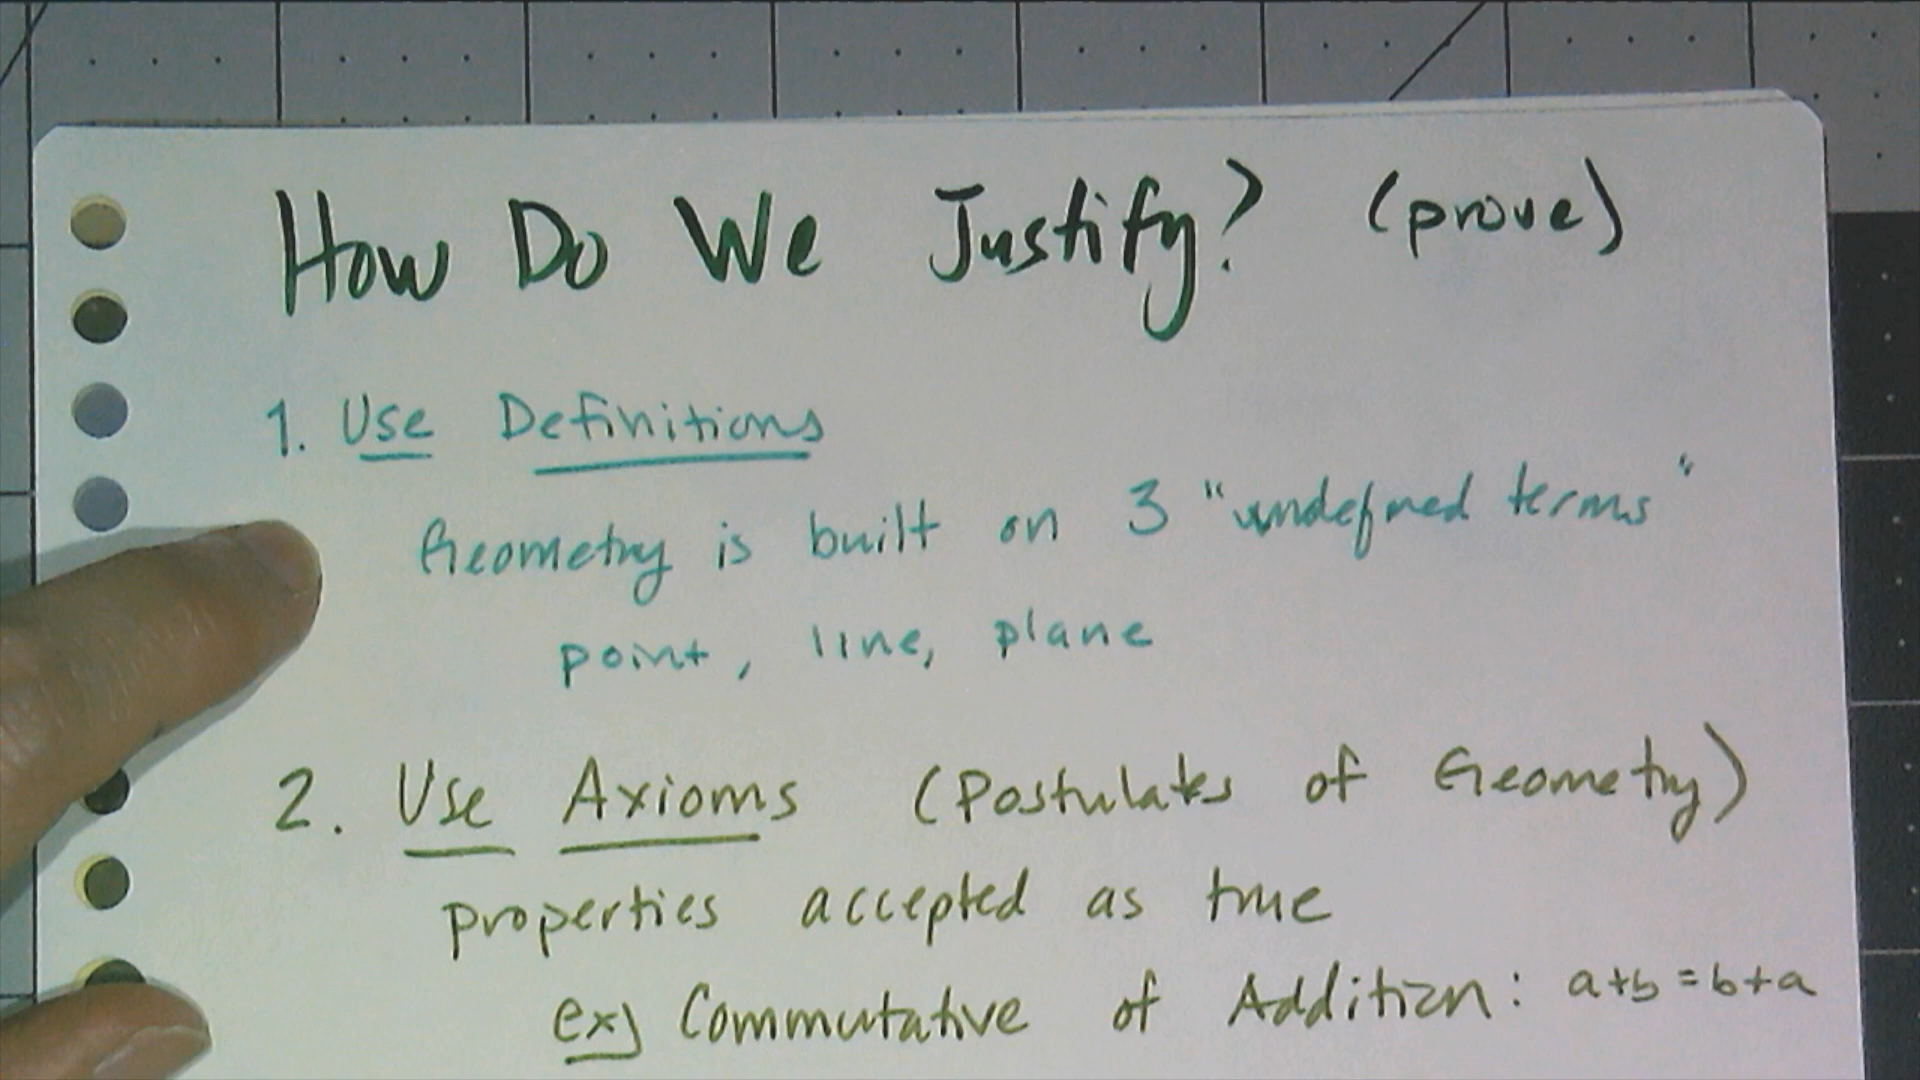 How Do We Justify? (prove)
1. Use Definitions
Geometry is built on 3 "undefined terms"
point, line, plane
2. Use Axioms (Postulates of Geometry)
properties accepted as true
ex) Commutative of Addition: a+b=b+a